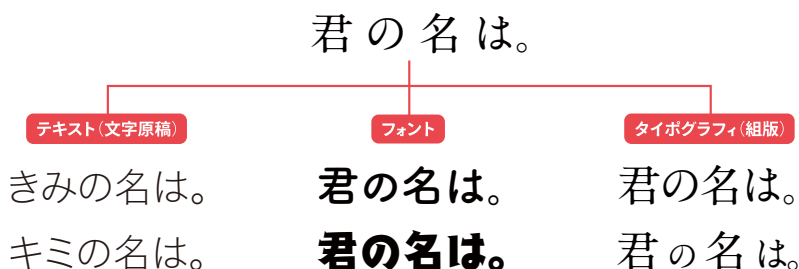 君の名は。
テキスト（文字原稿）
フォント
タイポグラフィ（組版）
きみの名は。
君の名は。
君の名は。
キミの名は。
君の名は。
君の名は。